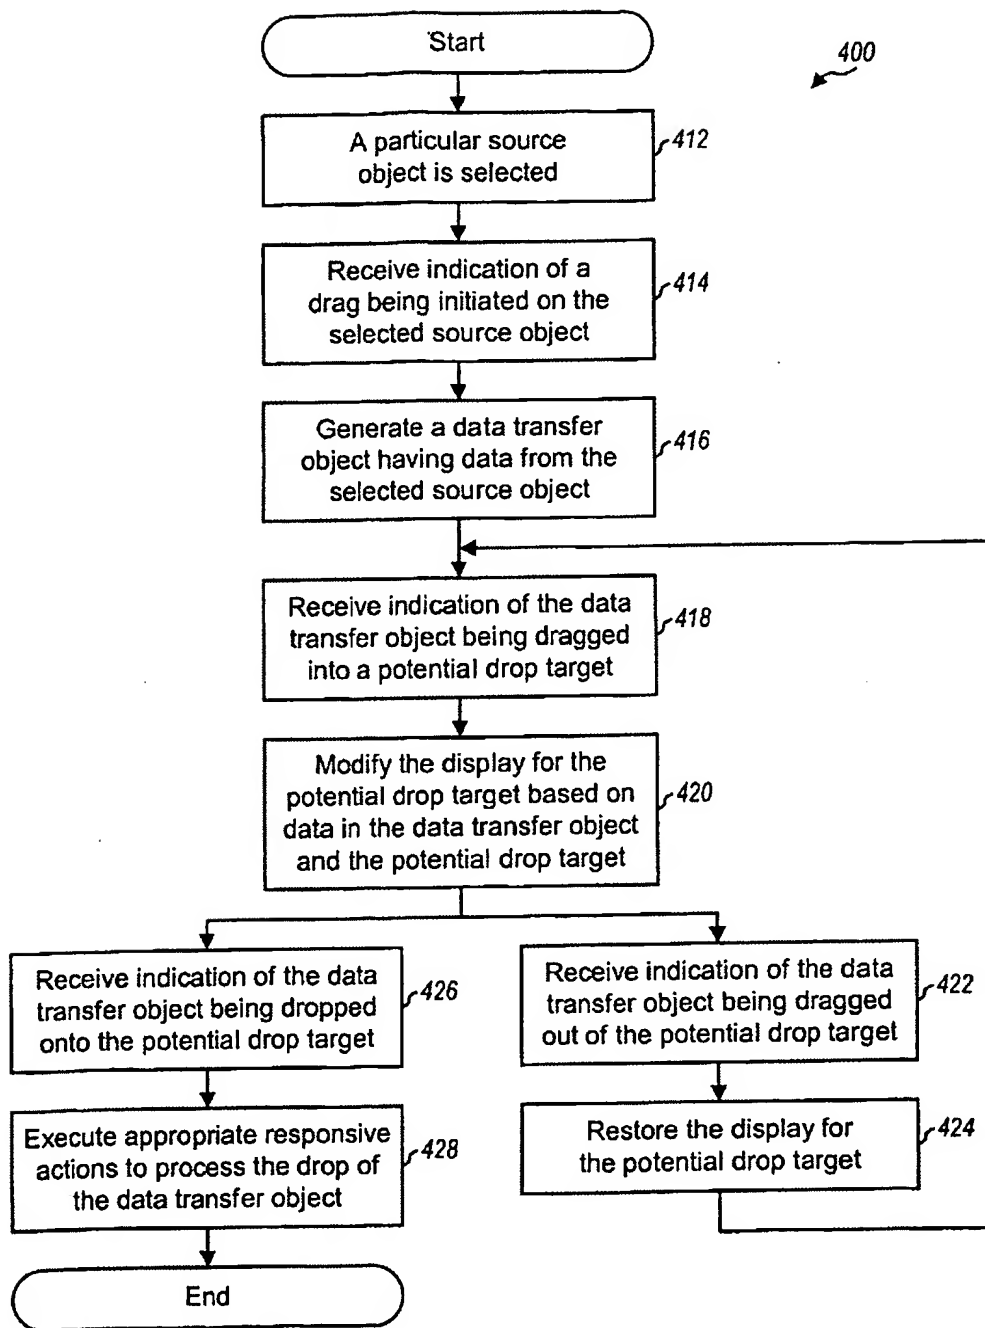 Start
400
A particular source
object is selected
412
Receive indication of a
drag being initiated on the
selected source object
414
Generate a data transfer
object having data from the
selected source object
416
Receive indication of the data
transfer object being dragged
into a potential drop target
418
Modify the display for the
potential drop target based on
data in the data transfer object
and the potential drop target
420
Receive indication of the data
transfer object being dropped
onto the potential drop target
426
Receive indication of the data
transfer object being dragged
out of the potential drop target
422
Execute appropriate responsive
actions to process the drop of
the data transfer object
428
Restore the display for
the potential drop target
424
End